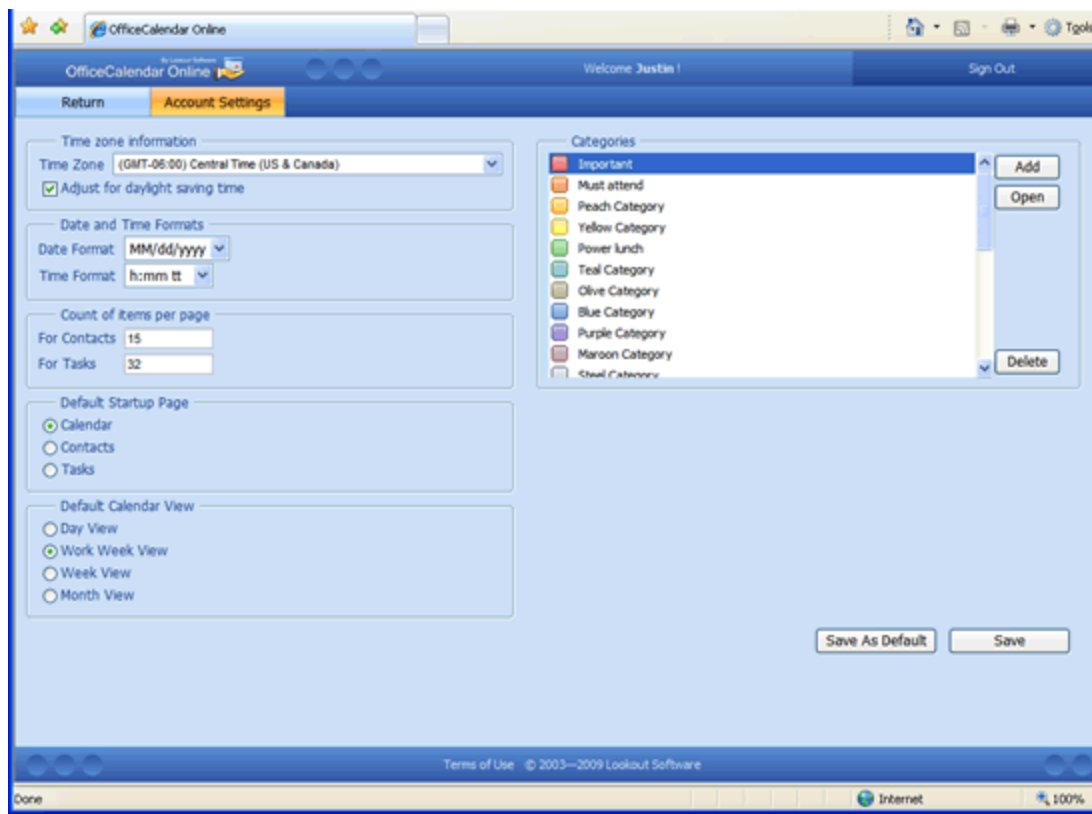 OfficeCalendar Online
Tools
By Lookout Software
OfficeCalendar Online
Welcome Justin !
Sign Out
Return
Account Settings
Time zone information
Time Zone (GMT-06:00) Central Time (US & Canada)
Adjust for daylight saving time
Date and Time Formats
Date Format MM/dd/yyyy
Time Format h:mm tt
Count of items per page
For Contacts 15
For Tasks 32
Default Startup Page
Calendar
Contacts
Tasks
Default Calendar View
Day View
Work Week View
Week View
Month View
Categories
Important
Must attend
Peach Category
Yellow Category
Power lunch
Teal Category
Olive Category
Blue Category
Purple Category
Maroon Category
Steel Category
Add
Open
Delete
Save As Default
Save
Terms of Use © 2003—2009 Lookout Software
Done
Internet
100%